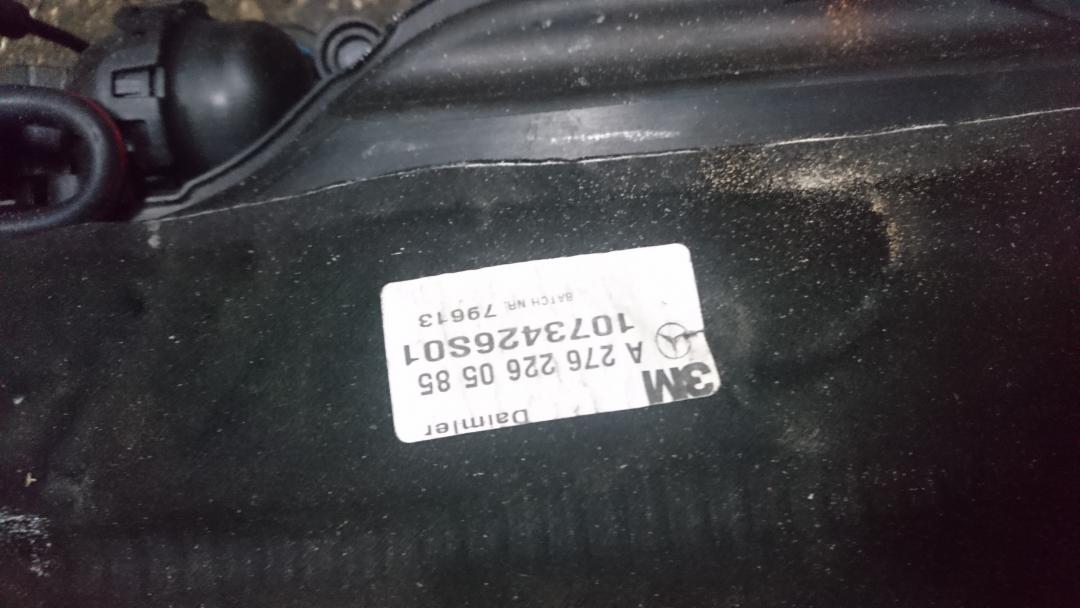 Daimler
3M
A 276 226 05 85
1073426S01
BATCH NR. 79613